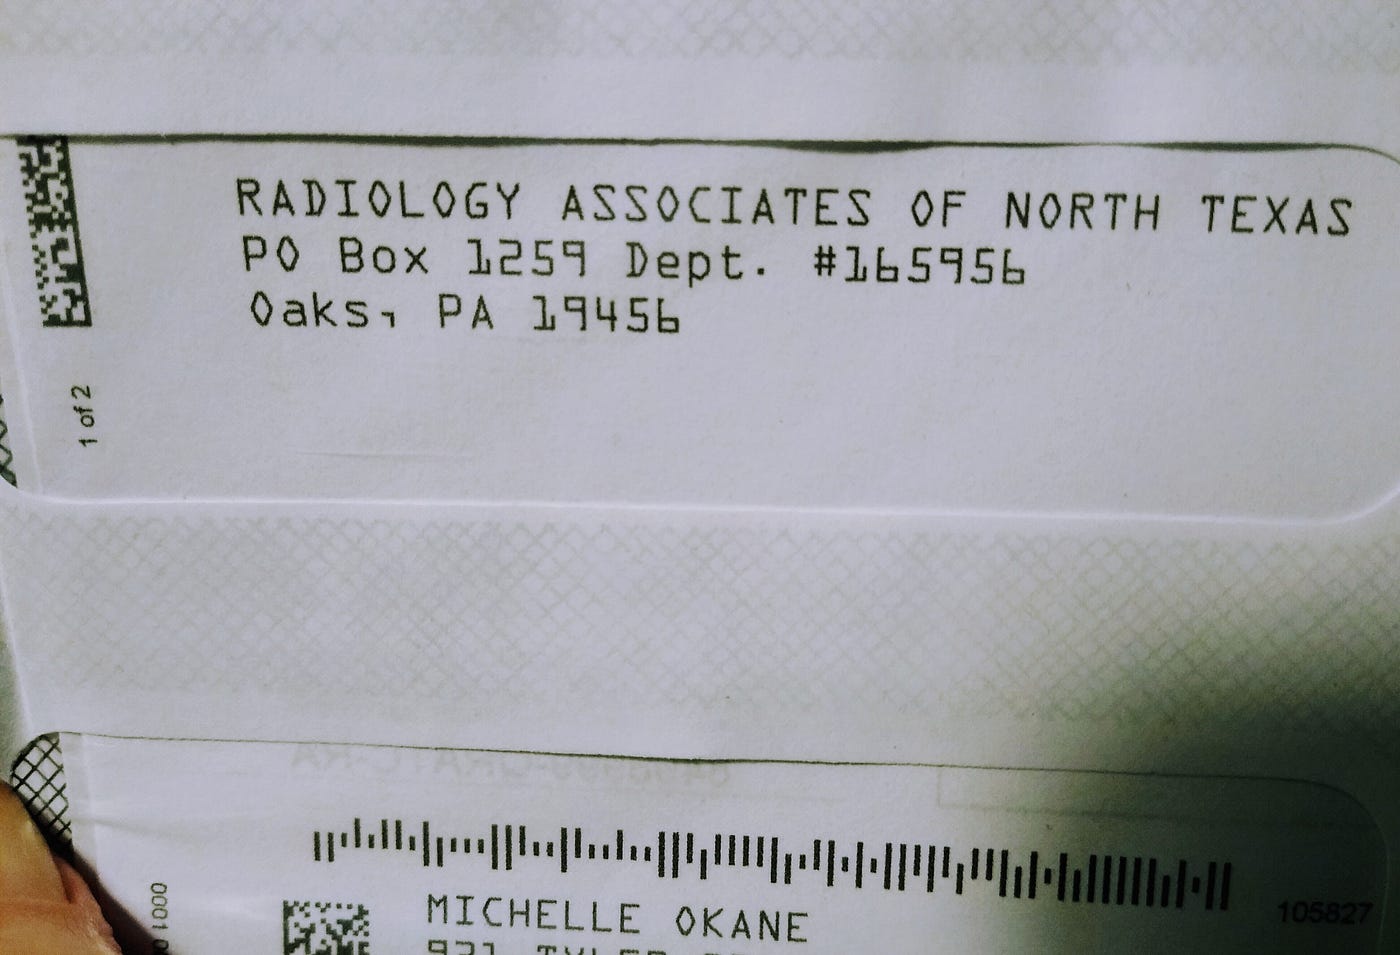 RADIOLOGY ASSOCIATES OF NORTH TEXAS
PO Box 1259 Dept. #165956
Oaks, PA 19456
1 of 2
105827
MICHELLE OKANE